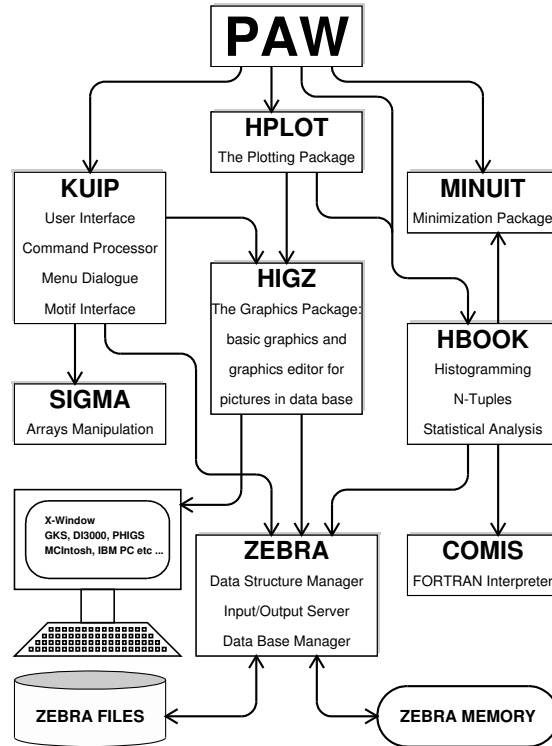 PAW
HPLOT
The Plotting Package
KUIP
User Interface
Command Processor
Menu Dialogue
Motif Interface
MINUIT
Minimization Package
HIGZ
The Graphics Package:
basic graphics and
graphics editor for
pictures in data base
HBOOK
Histogramming
N-Tuples
Statistical Analysis
SIGMA
Arrays Manipulation
X-Window
GKS, DI3000, PHIGS
MCIntosh, IBM PC etc ...
ZEBRA
Data Structure Manager
Input/Output Server
Data Base Manager
COMIS
FORTRAN Interpreter
ZEBRA FILES
ZEBRA MEMORY